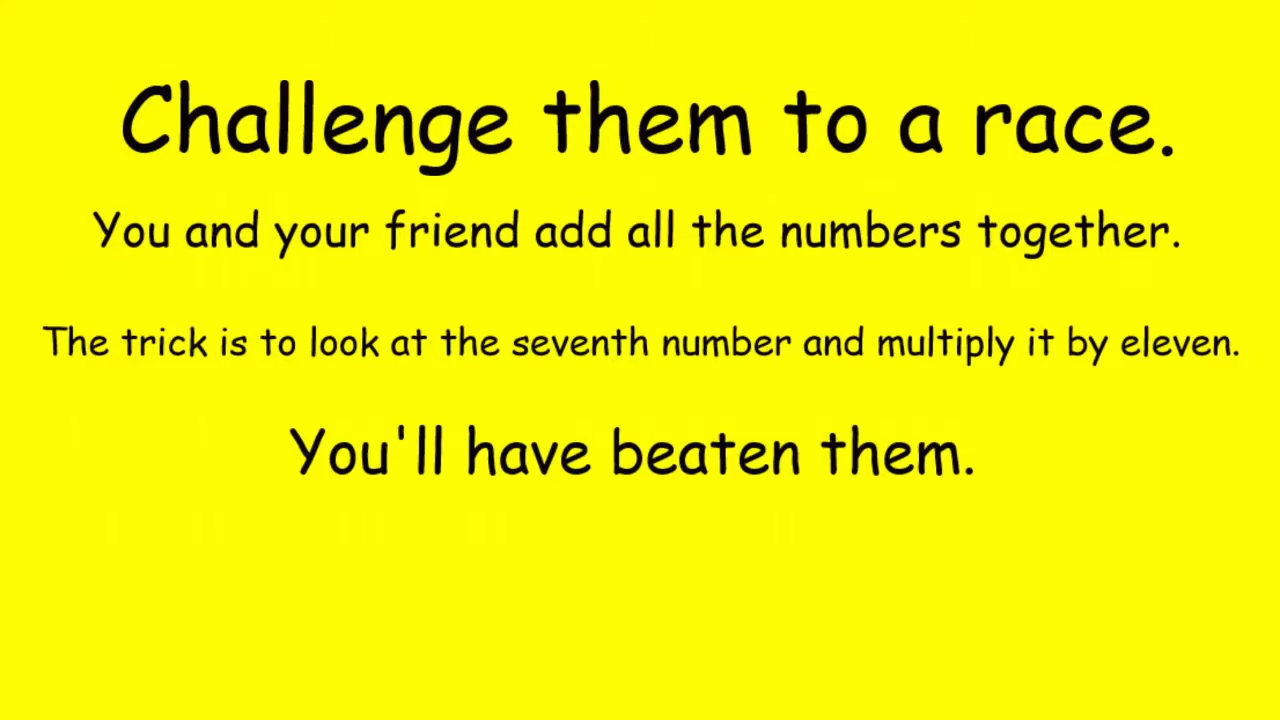 Challenge them to a race.
You and your friend add all the numbers together.
The trick is to look at the seventh number and multiply it by eleven.
You'll have beaten them.